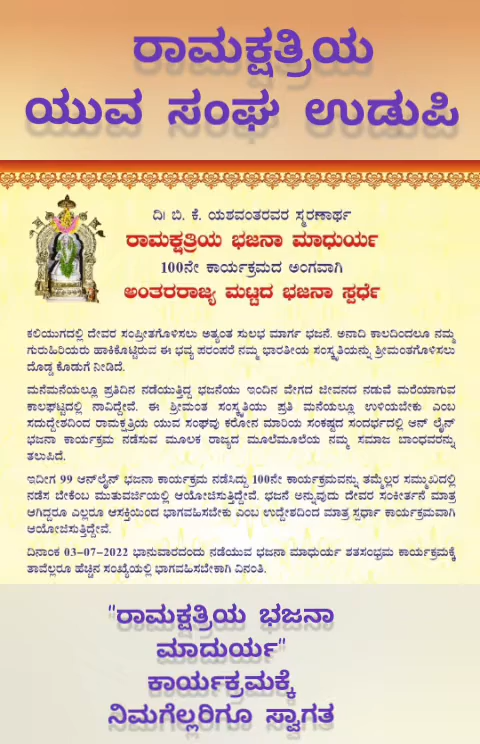 ರಾಮಕ್ಷತ್ರಿಯ
ಯುವ ಸಂಘ ಉಡುಪಿ
ದಿ। ಬಿ. ಕೆ. ಯಶವಂತರವರ ಸ್ಮರಣಾರ್ಥ
ರಾಮಕ್ಷತ್ರಿಯ ಭಜನಾ ಮಾಧುರ್ಯ
100ನೇ ಕಾರ್ಯಕ್ರಮದ ಅಂಗವಾಗಿ
ಅಂತರರಾಜ್ಯ ಮಟ್ಟದ ಭಜನಾ ಸ್ಪರ್ಧೆ
ಕಲಿಯುಗದಲ್ಲಿ ದೇವರ ಸಂಪ್ರೀತಗೊಳಿಸಲು ಅತ್ಯಂತ ಸುಲಭ ಮಾರ್ಗ ಭಜನೆ. ಅನಾದಿ ಕಾಲದಿಂದಲೂ ನಮ್ಮ
ಗುರುಹಿರಿಯರು ಹಾಕಿಕೊಟ್ಟಿರುವ ಈ ಭವ್ಯ ಪರಂಪರೆ ನಮ್ಮ ಭಾರತೀಯ ಸಂಸ್ಕೃತಿಯನ್ನು ಶ್ರೀಮಂತಗೊಳಿಸಲು
ದೊಡ್ಡ ಕೊಡುಗೆ ನೀಡಿದೆ.
ಮನೆಮನೆಯಲ್ಲೂ ಪ್ರತಿದಿನ ನಡೆಯುತ್ತಿದ್ದ ಭಜನೆಯು ಇಂದಿನ ವೇಗದ ಜೀವನದ ನಡುವೆ ಮರೆಯಾಗುವ
ಕಾಲಘಟ್ಟದಲ್ಲಿ ನಾವಿದ್ದೇವೆ. ಈ ಶ್ರೀಮಂತ ಸಂಸ್ಕೃತಿಯು ಪ್ರತಿ ಮನೆಯಲ್ಲೂ ಉಳಿಯಬೇಕು ಎಂಬ
ಸದುದ್ದೇಶದಿಂದ ರಾಮಕ್ಷತ್ರಿಯ ಯುವ ಸಂಘವು ಕರೋನ ಮಾರಿಯ ಸಂಕಷ್ಟದ ಸಂದರ್ಭದಲ್ಲಿ ಆನ್ ಲೈನ್
ಭಜನಾ ಕಾರ್ಯಕ್ರಮ ನಡೆಸುವ ಮೂಲಕ ರಾಜ್ಯದ ಮೂಲೆಮೂಲೆಯ ನಮ್ಮ ಸಮಾಜ ಬಾಂಧವರನ್ನು
ತಲುಪಿದೆ.
ಇದೀಗ 99 ಆನ್‌ಲೈನ್ ಭಜನಾ ಕಾರ್ಯಕ್ರಮ ನಡೆಸಿದ್ದು 100ನೇ ಕಾರ್ಯಕ್ರಮವನ್ನು ತಮ್ಮೆಲ್ಲರ ಸಮ್ಮುಖದಲ್ಲಿ
ನಡೆಸ ಬೇಕೆಂಬ ಮುತುವರ್ಜಿಯಲ್ಲಿ ಆಯೋಜಿಸುತ್ತಿದ್ದೇವೆ. ಭಜನೆ ಅನ್ನುವುದು ದೇವರ ಸಂಕೀರ್ತನೆ ಮಾತ್ರ
ಆಗಿದ್ದರೂ ಎಲ್ಲರೂ ಆಸಕ್ತಿಯಿಂದ ಭಾಗವಹಿಸಬೇಕು ಎಂಬ ಉದ್ದೇಶದಿಂದ ಮಾತ್ರ ಸ್ಪರ್ಧಾ ಕಾರ್ಯಕ್ರಮವಾಗಿ
ಆಯೋಜಿಸುತ್ತಿದ್ದೇವೆ.
ದಿನಾಂಕ 03-07-2022 ಭಾನುವಾರದಂದು ನಡೆಯುವ ಭಜನಾ ಮಾಧುರ್ಯ ಶತಸಂಭ್ರಮ ಕಾರ್ಯಕ್ರಮಕ್ಕೆ
ತಾವೆಲ್ಲರೂ ಹೆಚ್ಚಿನ ಸಂಖ್ಯೆಯಲ್ಲಿ ಭಾಗವಹಿಸಬೇಕಾಗಿ ವಿನಂತಿ.
"ರಾಮಕ್ಷತ್ರಿಯ ಭಜನಾ
ಮಾದುರ್ಯ"
ಕಾರ್ಯಕ್ರಮಕ್ಕೆ
ನಿಮಗೆಲ್ಲರಿಗೂ ಸ್ವಾಗತ